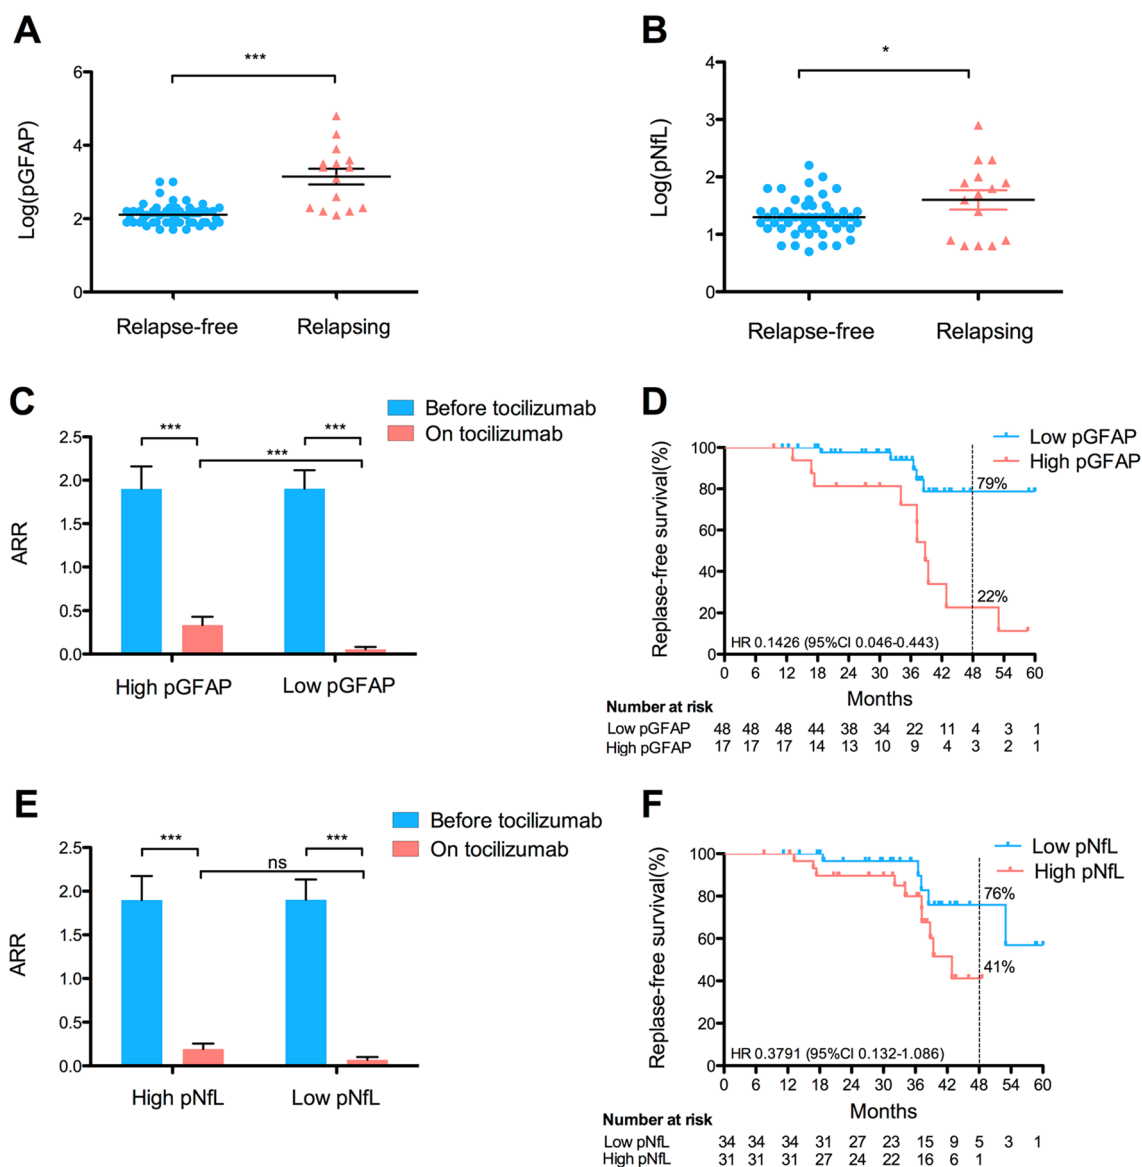 A
***
Log(pGFAP)
6
4
2
0
Relapse-free Relapsing
B
*
Log(pNfL)
4
3
2
1
0
Relapse-free Relapsing
C
Before tocilizumab
On tocilizumab
*** ***
***
ARR
2.5
2.0
1.5
1.0
0.5
0.0
High pGFAP Low pGFAP
D
Low pGFAP
High pGFAP
Replase-free survival(%)
100
80
60
40
20
0
79%
22%
HR 0.1426 (95%CI 0.046-0.443)
0 6 12 18 24 30 36 42 48 54 60
Months
Number at risk
Low pGFAP 48 48 48 44 38 34 22 11 4 3 1
High pGFAP 17 17 17 14 13 10 9 4 3 2 1
E
Before tocilizumab
On tocilizumab
*** ***
ns
ARR
2.5
2.0
1.5
1.0
0.5
0.0
High pNfL Low pNfL
F
Low pNfL
High pNfL
Replase-free survival(%)
100
80
60
40
20
0
76%
41%
HR 0.3791 (95%CI 0.132-1.086)
0 6 12 18 24 30 36 42 48 54 60
Months
Number at risk
Low pNfL 34 34 34 31 27 23 15 9 5 3 1
High pNfL 31 31 31 27 24 22 16 6 1